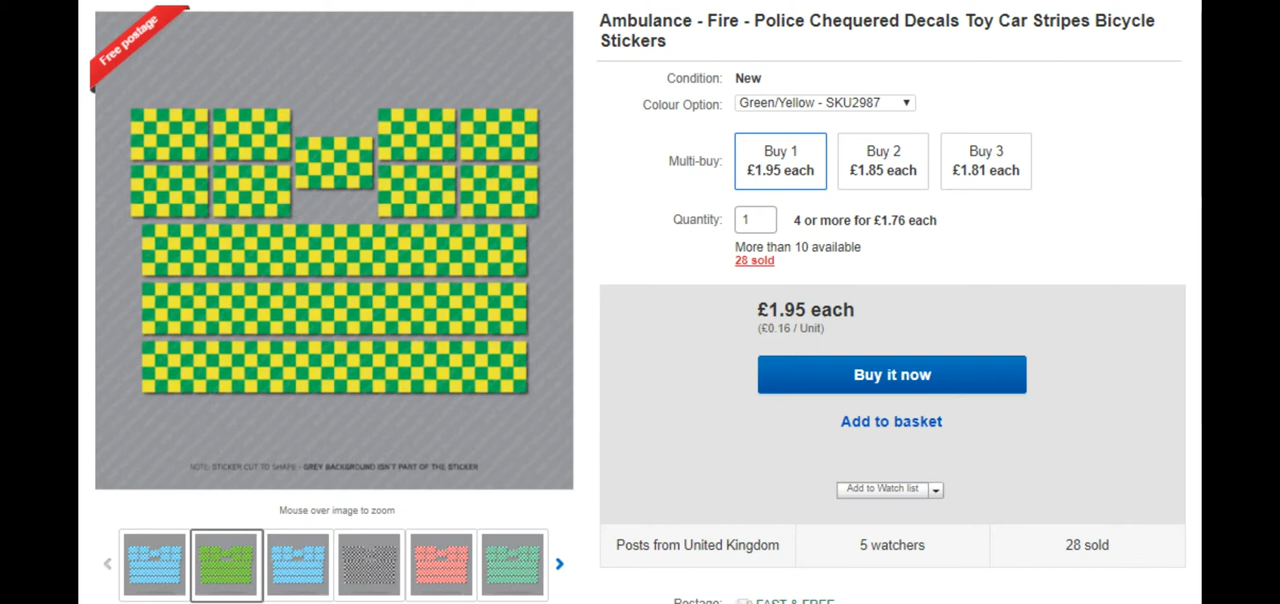 Free postage
Ambulance - Fire - Police Chequered Decals Toy Car Stripes Bicycle
Stickers
Condition: New
Colour Option: Green/Yellow - SKU2987
Multi-buy:
Buy 1
£1.95 each
Buy 2
£1.85 each
Buy 3
£1.81 each
Quantity: 1 4 or more for £1.76 each
More than 10 available
28 sold
£1.95 each
(£0.16 / Unit)
Buy it now
Add to basket
Add to Watch list
Posts from United Kingdom
5 watchers
28 sold
Postage: FAST & FREE
NOTE: STICKER CUT TO SHAPE - GREY BACKGROUND ISN'T PART OF THE STICKER
Mouse over image to zoom